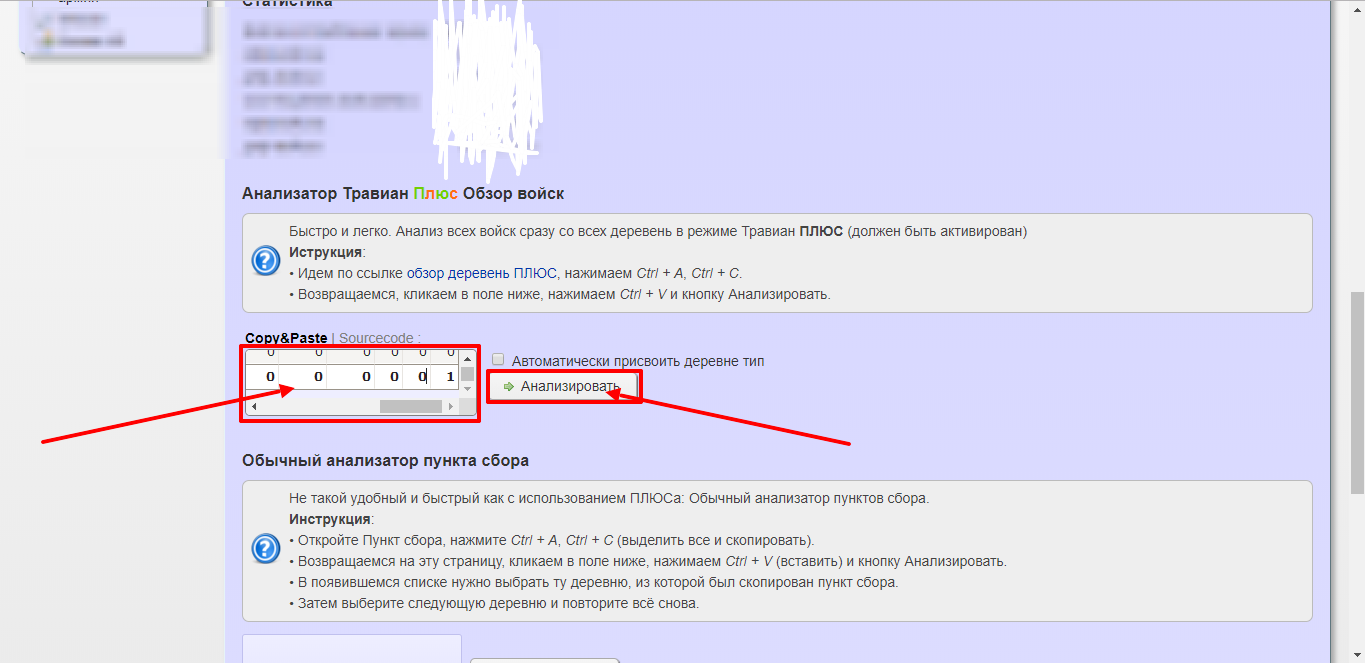 Статистика
Анализатор Травиан Плюс Обзор войск
Быстро и легко. Анализ всех войск сразу со всех деревень в режиме Травиан ПЛЮС (должен быть активирован)
Иструкция:
• Идем по ссылке обзор деревень ПЛЮС, нажимаем Ctrl + A, Ctrl + C.
• Возвращаемся, кликаем в поле ниже, нажимаем Ctrl + V и кнопку Анализировать.
Copy&Paste | Sourcecode :
0 0 0 0 0 0
0 0 0 0 0 1
Автоматически присвоить деревне тип
Анализировать
Обычный анализатор пункта сбора
Не такой удобный и быстрый как с использованием ПЛЮСа: Обычный анализатор пунктов сбора.
Инструкция:
• Откройте Пункт сбора, нажмите Ctrl + A, Ctrl + C (выделить все и скопировать).
• Возвращаемся на эту страницу, кликаем в поле ниже, нажимаем Ctrl + V (вставить) и кнопку Анализировать.
• В появившемся списке нужно выбрать ту деревню, из которой был скопирован пункт сбора.
• Затем выберите следующую деревню и повторите всё снова.